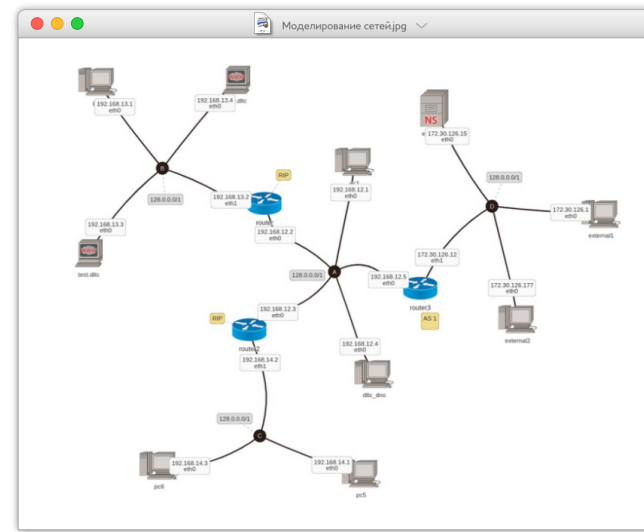 Моделирование сетей.jpg
192.168.13.1
eth0
192.168.13.4
eth0
.dtc
B
128.0.0.0/1
192.168.13.2
eth1
RIP
192.168.13.3
eth0
test.dtc
192.168.12.2
eth0
192.168.12.1
eth0
NS
172.30.126.15
eth0
128.0.0.0/1
D
172.30.126.1
eth0
external1
172.30.126.12
eth1
128.0.0.0/1
A
192.168.12.5
eth0
router3
AS 1
172.30.126.177
eth0
external2
RIP
192.168.12.3
eth0
192.168.14.2
eth1
192.168.12.4
eth0
dtc_dns
128.0.0.0/1
C
192.168.14.3
eth0
pc6
192.168.14.1
eth0
pc5